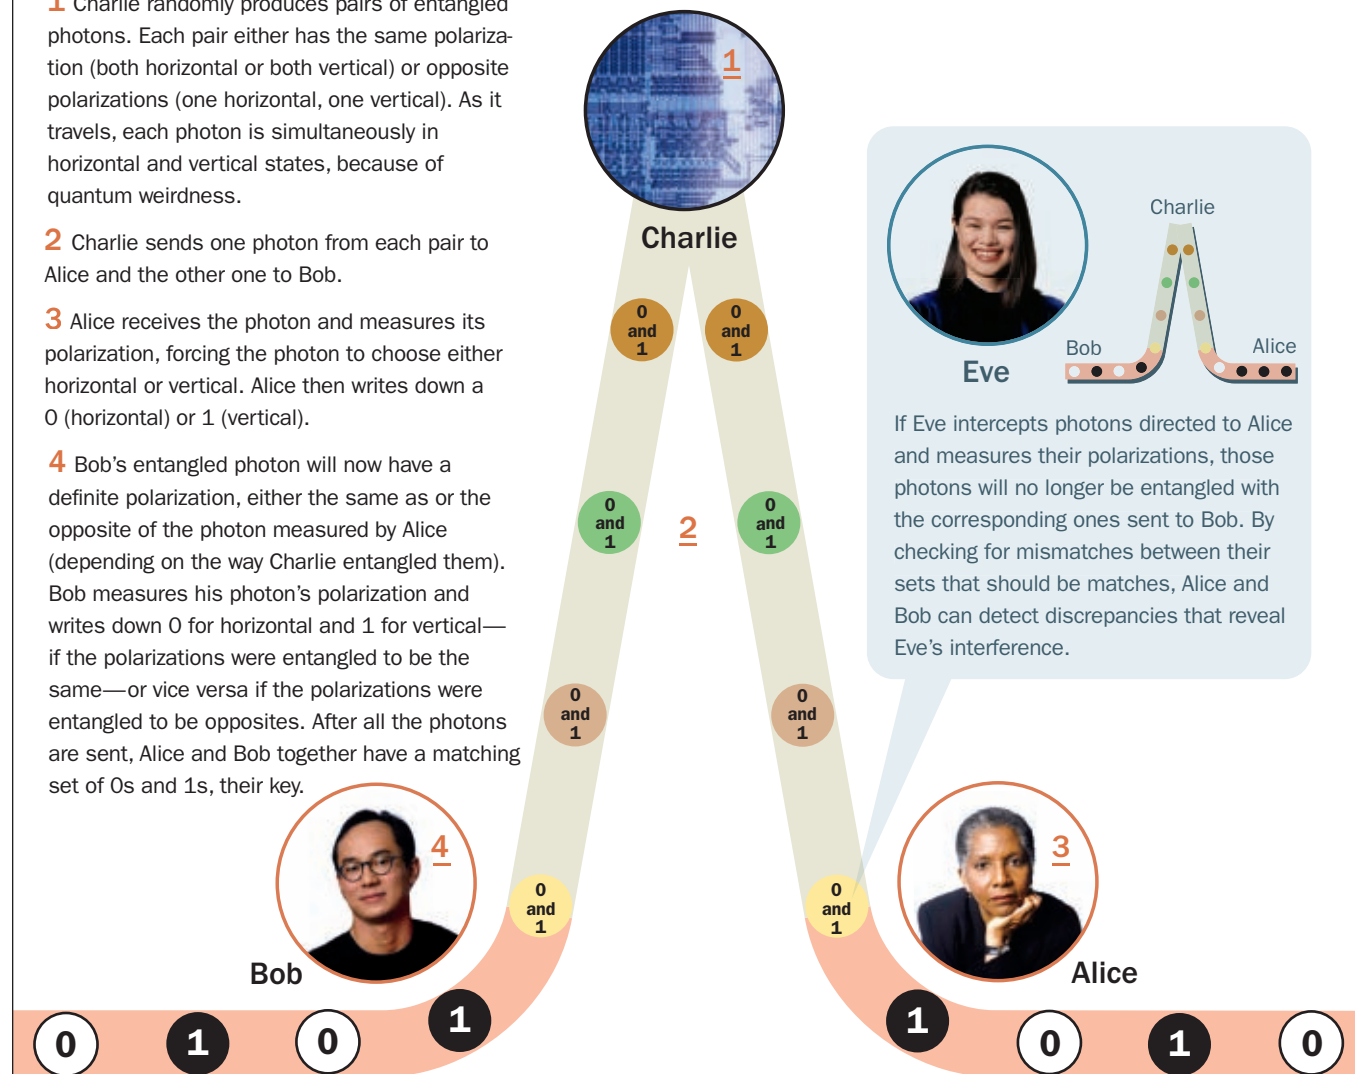 1 Charlie randomly produces pairs of entangled
photons. Each pair either has the same polariza-
tion (both horizontal or both vertical) or opposite
polarizations (one horizontal, one vertical). As it
travels, each photon is simultaneously in
horizontal and vertical states, because of
quantum weirdness.
2 Charlie sends one photon from each pair to
Alice and the other one to Bob.
3 Alice receives the photon and measures its
polarization, forcing the photon to choose either
horizontal or vertical. Alice then writes down a
0 (horizontal) or 1 (vertical).
4 Bob's entangled photon will now have a
definite polarization, either the same as or the
opposite of the photon measured by Alice
(depending on the way Charlie entangled them).
Bob measures his photon's polarization and
writes down 0 for horizontal and 1 for vertical—
if the polarizations were entangled to be the
same—or vice versa if the polarizations were
entangled to be opposites. After all the photons
are sent, Alice and Bob together have a matching
set of 0s and 1s, their key.
1
Charlie
0
and
1
0
and
1
0
and
1
2
0
and
1
0
and
1
0
and
1
0
and
1
0
and
1
4
Bob
3
Alice
0 1 0 1
1 0 1 0
Eve
Charlie
Bob
Alice
If Eve intercepts photons directed to Alice
and measures their polarizations, those
photons will no longer be entangled with
the corresponding ones sent to Bob. By
checking for mismatches between their
sets that should be matches, Alice and
Bob can detect discrepancies that reveal
Eve's interference.